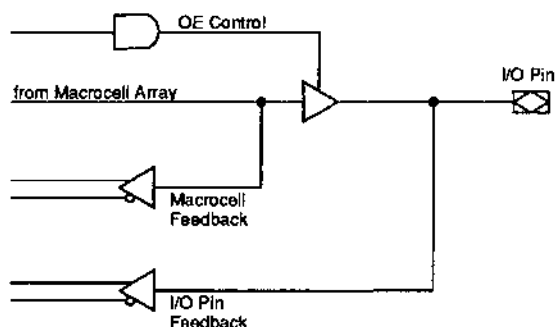 OE Control
I/O Pin
from Macrocell Array
Macrocell
Feedback
I/O Pin
Feedback